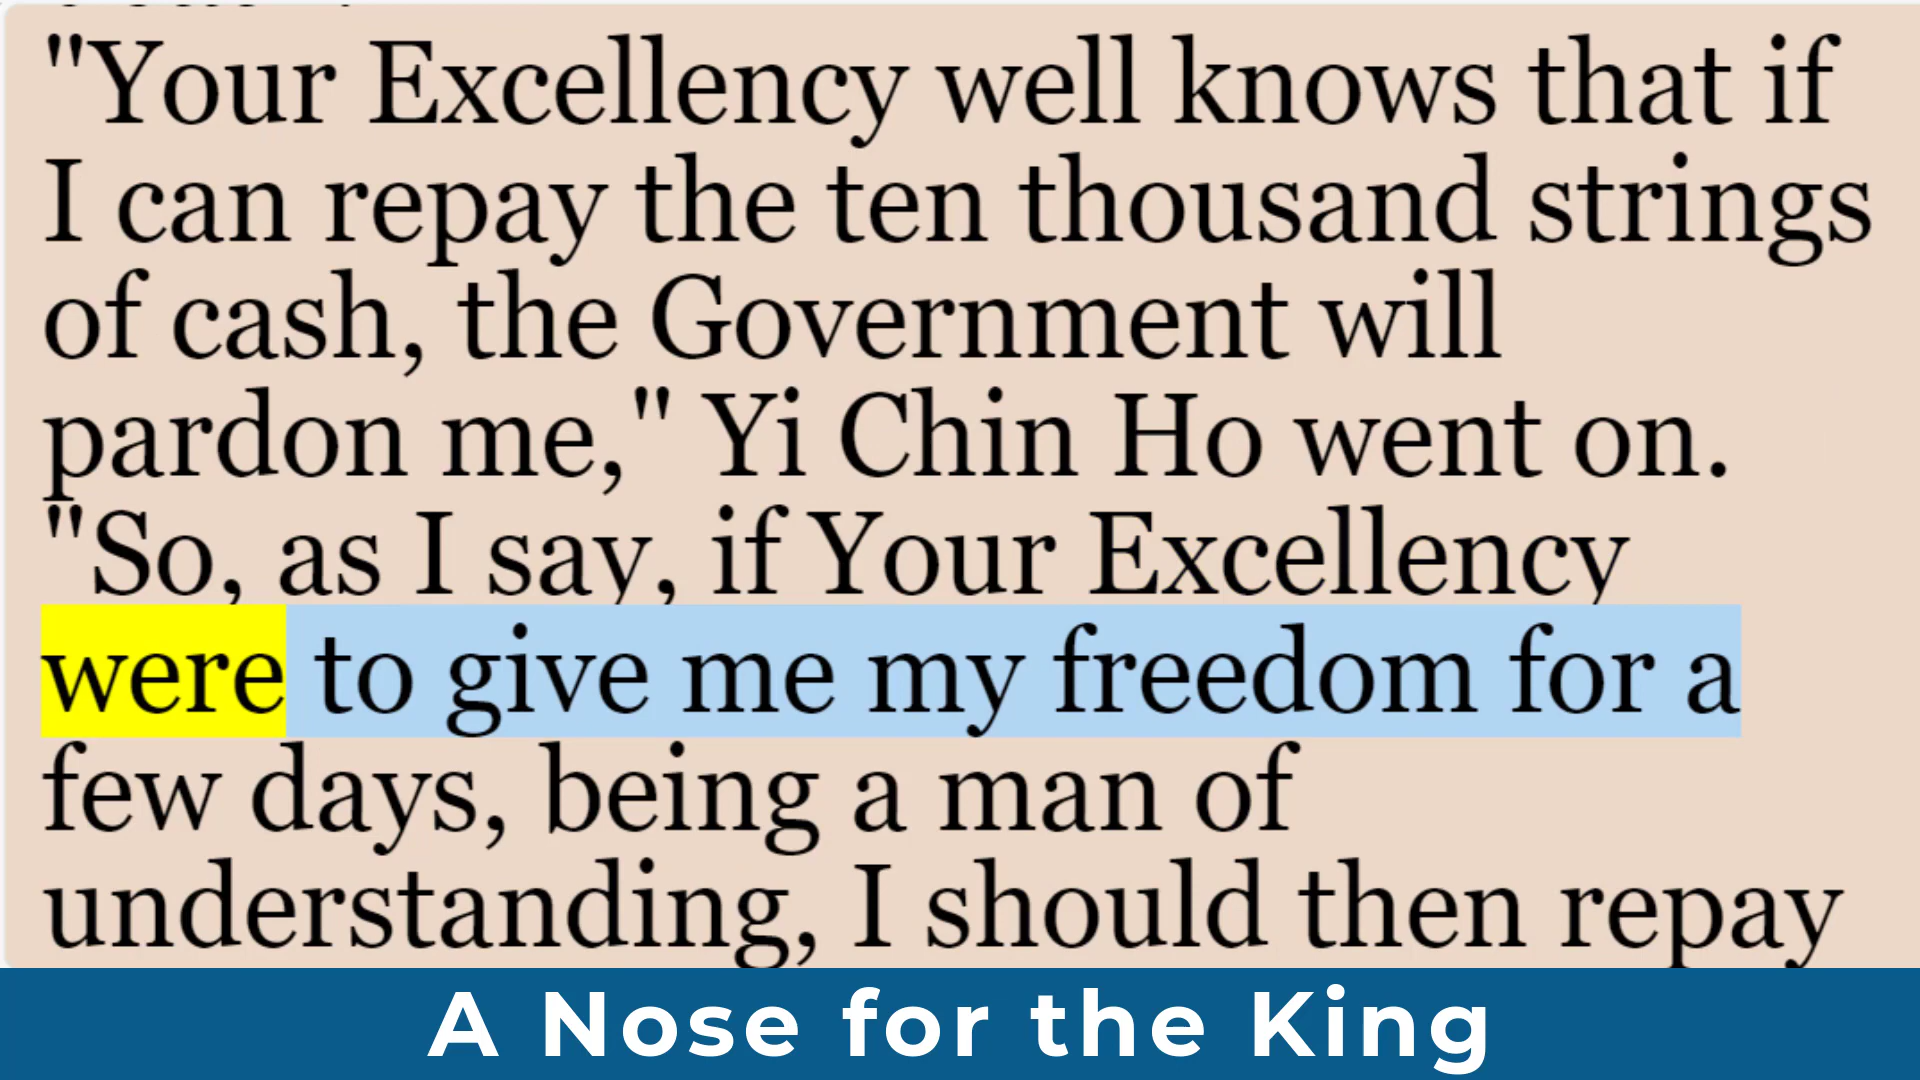 "Your Excellency well knows that if
I can repay the ten thousand strings
of cash, the Government will
pardon me," Yi Chin Ho went on.
"So, as I say, if Your Excellency
were to give me my freedom for a
few days, being a man of
understanding, I should then repay
A Nose for the King